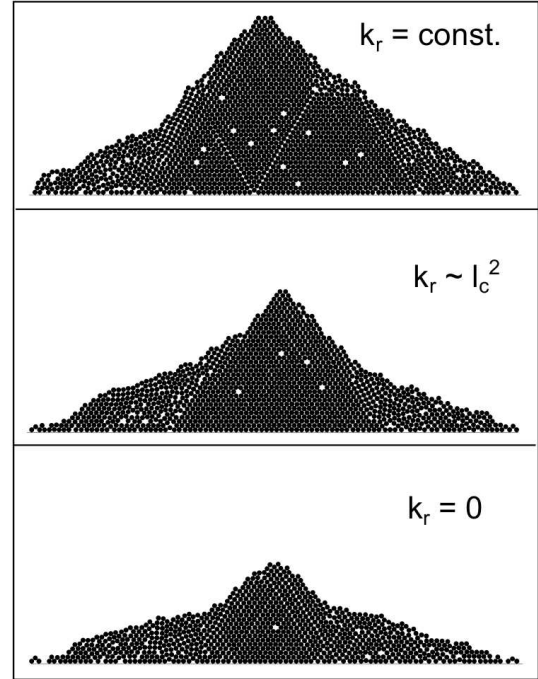 k_r = const.
k_r ~ l_c^2
k_r = 0